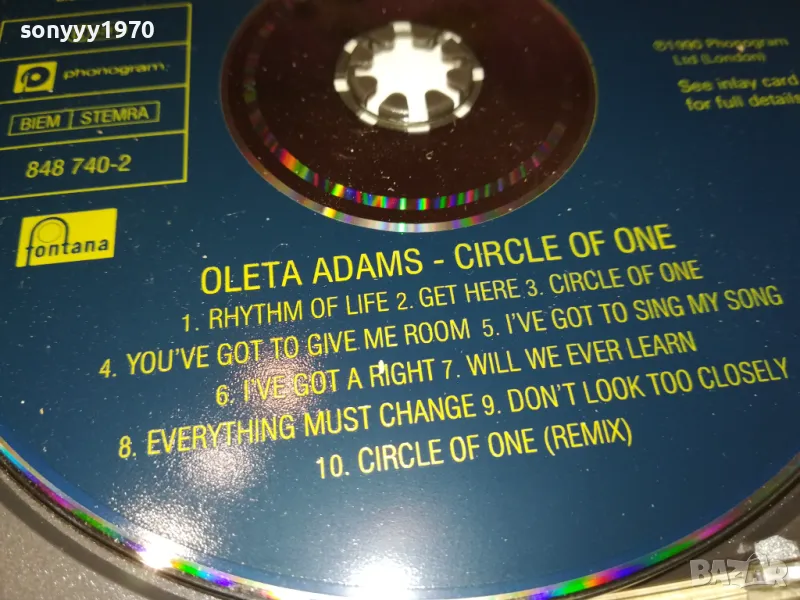 sonyyy1970
phonogram
BIEM STEMRA
848 740-2
fontana
℗1990 Phonogram
Ltd (London)
See inlay card
for full details
OLETA ADAMS - CIRCLE OF ONE
1. RHYTHM OF LIFE 2. GET HERE 3. CIRCLE OF ONE
4. YOU'VE GOT TO GIVE ME ROOM 5. I'VE GOT TO SING MY SONG
6. I'VE GOT A RIGHT 7. WILL WE EVER LEARN
8. EVERYTHING MUST CHANGE 9. DON'T LOOK TOO CLOSELY
10. CIRCLE OF ONE (REMIX)
BAZAR